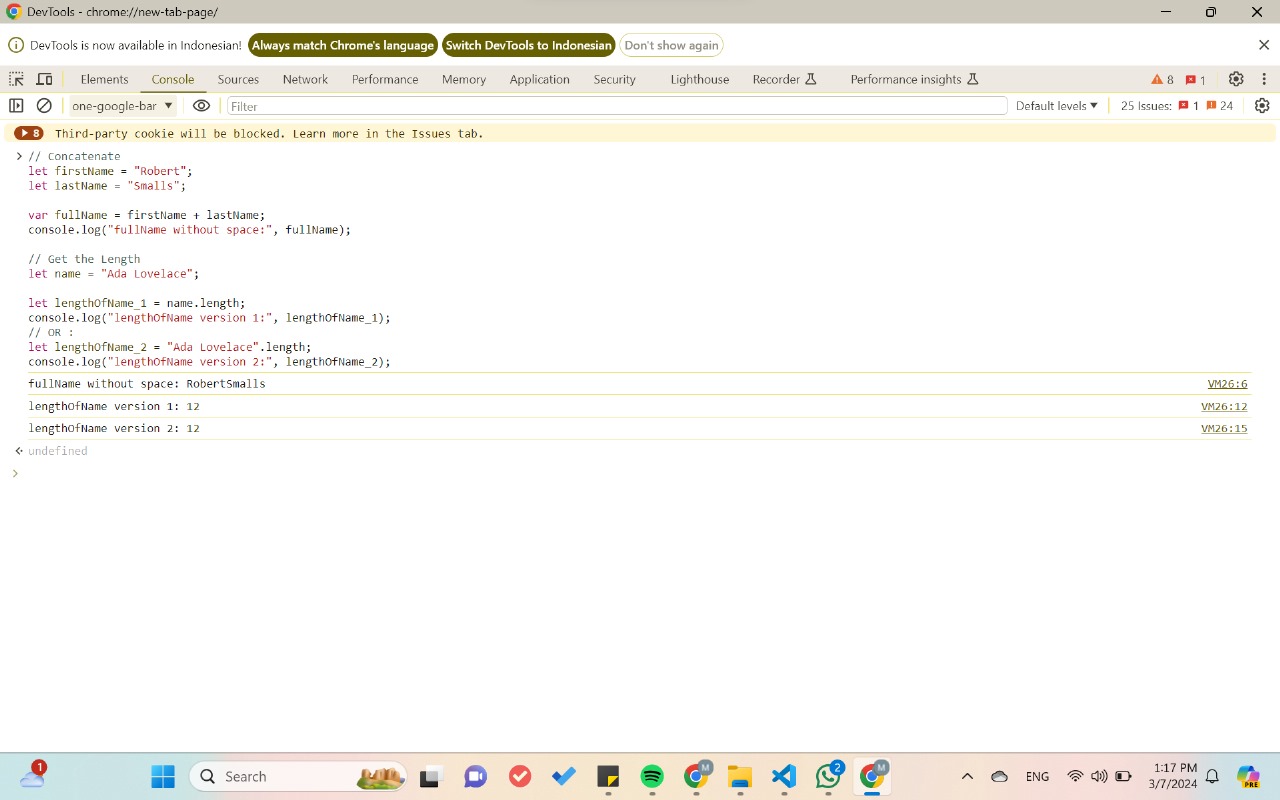 DevTools - chrome://new-tab-page/
DevTools is now available in Indonesian! Always match Chrome's language Switch DevTools to Indonesian Don't show again
Elements Console Sources Network Performance Memory Application Security Lighthouse Recorder Performance insights 8 1
one-google-bar Filter Default levels 25 Issues: 1 24
8 Third-party cookie will be blocked. Learn more in the Issues tab.
// Concatenate
let firstName = "Robert";
let lastName = "Smalls";
var fullName = firstName + lastName;
console.log("fullName without space:", fullName);
// Get the Length
let name = "Ada Lovelace";
let lengthOfName_1 = name.length;
console.log("lengthOfName version 1:", lengthOfName_1);
// OR :
let lengthOfName_2 = "Ada Lovelace".length;
console.log("lengthOfName version 2:", lengthOfName_2);
fullName without space: RobertSmalls VM26:6
lengthOfName version 1: 12 VM26:12
lengthOfName version 2: 12 VM26:15
undefined
1 Search M 2 M ENG 1:17 PM PRE
3/7/2024